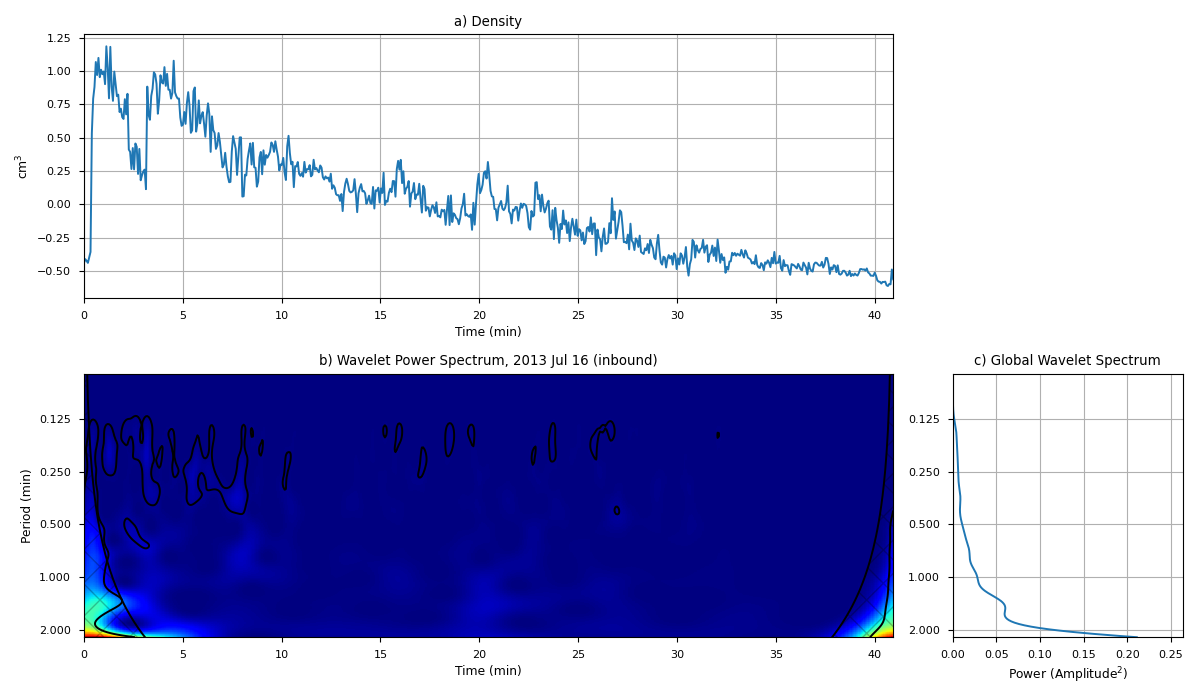 a) Density
cm³
1.25
1.00
0.75
0.50
0.25
0.00
−0.25
−0.50
0 5 10 15 20 25 30 35 40
Time (min)
b) Wavelet Power Spectrum, 2013 Jul 16 (inbound)
Period (min)
0.125
0.250
0.500
1.000
2.000
0 5 10 15 20 25 30 35 40
Time (min)
c) Global Wavelet Spectrum
0.125
0.250
0.500
1.000
2.000
0.00 0.05 0.10 0.15 0.20 0.25
Power (Amplitude²)